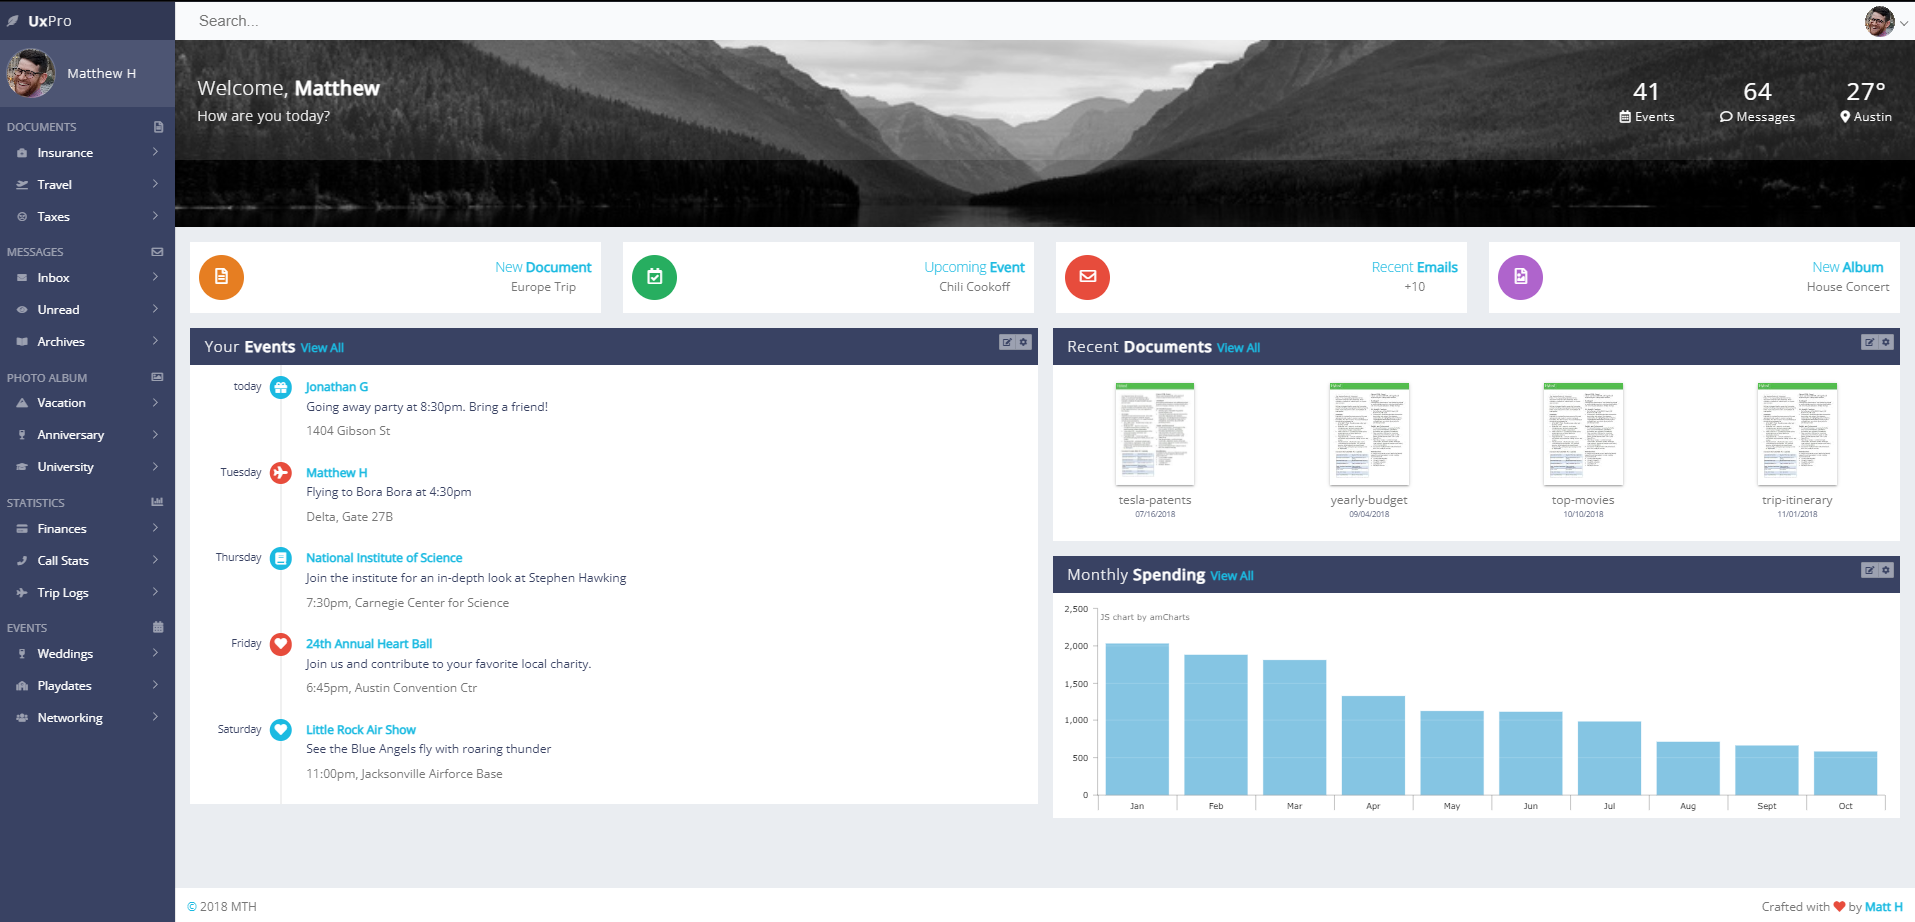 UxPro
Search...
Matthew H
DOCUMENTS
Insurance
Travel
Taxes
MESSAGES
Inbox
Unread
Archives
PHOTO ALBUM
Vacation
Anniversary
University
STATISTICS
Finances
Call Stats
Trip Logs
EVENTS
Weddings
Playdates
Networking
Welcome, Matthew
How are you today?
41
Events
64
Messages
27°
Austin
New Document
Europe Trip
Upcoming Event
Chili Cookoff
Recent Emails
+10
New Album
House Concert
Your Events View All
today
Jonathan G
Going away party at 8:30pm. Bring a friend!
1404 Gibson St
Tuesday
Matthew H
Flying to Bora Bora at 4:30pm
Delta, Gate 27B
Thursday
National Institute of Science
Join the institute for an in-depth look at Stephen Hawking
7:30pm, Carnegie Center for Science
Friday
24th Annual Heart Ball
Join us and contribute to your favorite local charity.
6:45pm, Austin Convention Ctr
Saturday
Little Rock Air Show
See the Blue Angels fly with roaring thunder
11:00pm, Jacksonville Airforce Base
Recent Documents View All
tesla-patents
07/16/2018
yearly-budget
09/04/2018
top-movies
10/10/2018
trip-itinerary
11/01/2018
Monthly Spending View All
JS chart by amCharts
2,500
2,000
1,500
1,000
500
0
Jan Feb Mar Apr May Jun Jul Aug Sept Oct
© 2018 MTH
Crafted with ❤ by Matt H